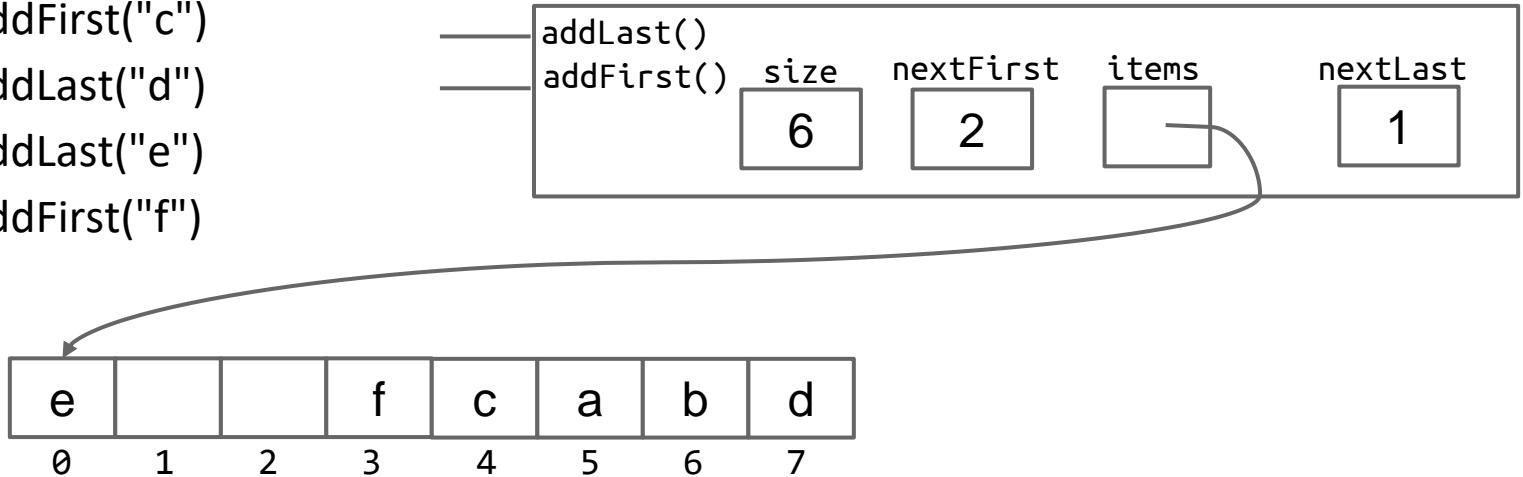 ddFirst("c")
ddLast("d")
ddLast("e")
ddFirst("f")
addLast()
addFirst()
size nextFirst items nextLast
6 2 1
e f c a b d
0 1 2 3 4 5 6 7